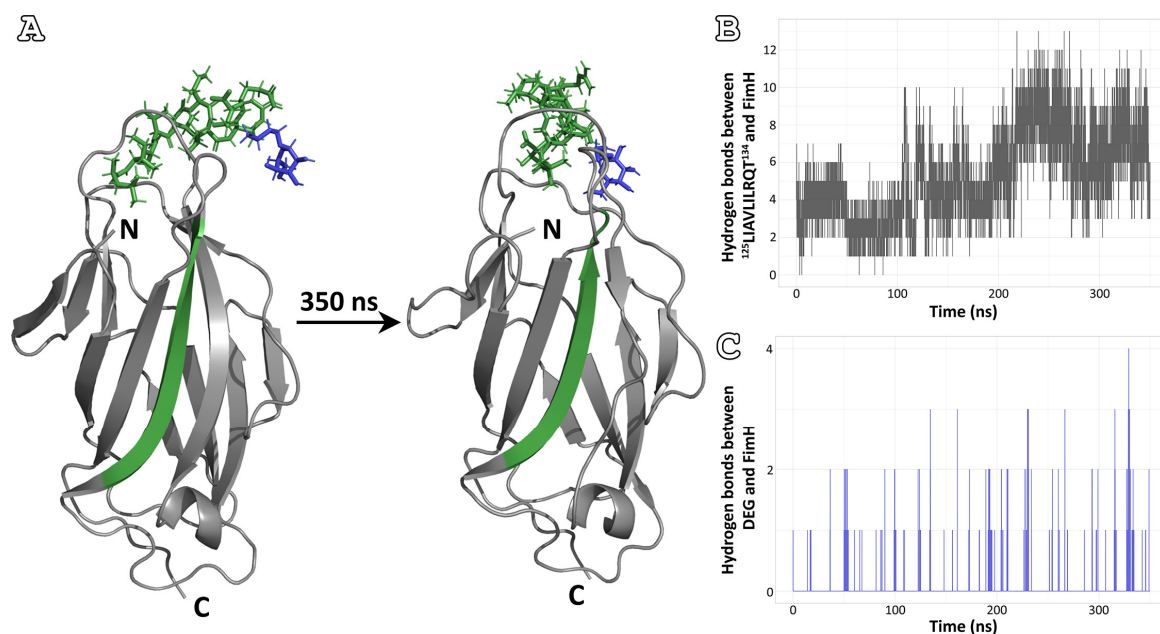 A
N
350 ns
N
C
C
B
Hydrogen bonds between
¹²⁵LIAVLILRQT¹³⁴ and FimH
12
10
8
6
4
2
0
0 100 200 300
Time (ns)
C
Hydrogen bonds between
DEG and FimH
4
2
0
0 100 200 300
Time (ns)